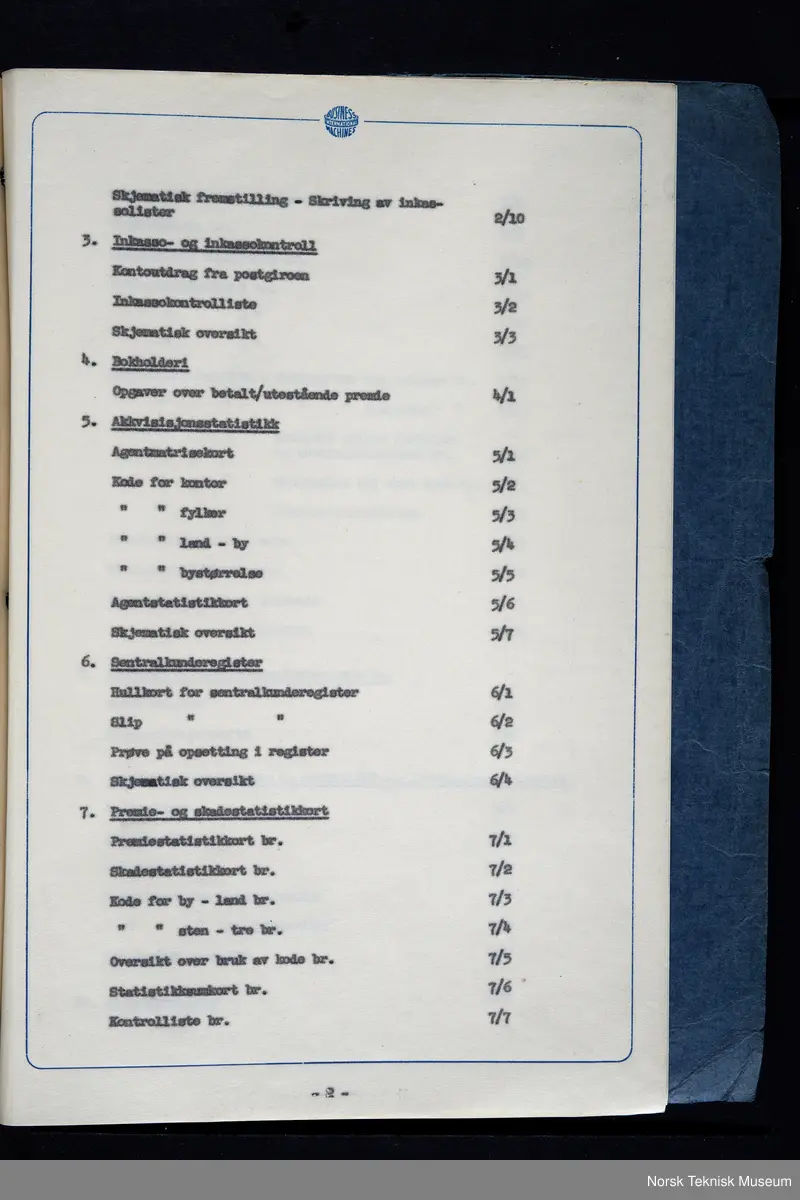 BUSINESS
INTERNATIONAL
MACHINES
Skjematisk fremstilling - Skriving av inkas-
solister 2/10
3. Inkasso- og inkassokontroll
Kontoutdrag fra postgiroen 3/1
Inkassokontrolliste 3/2
Skjematisk oversikt 3/3
4. Bokholderi
Opgaver over betalt/utestående premie 4/1
5. Akkvisisjonsstatistikk
Agentmatrisekort 5/1
Kode for kontor 5/2
" " fylker 5/3
" " land - by 5/4
" " bystørrelse 5/5
Agentstatistikkort 5/6
Skjematisk oversikt 5/7
6. Sentralkunderegister
Hullkort for sentralkunderegister 6/1
Slip " " 6/2
Prøve på opsetting i register 6/3
Skjematisk oversikt 6/4
7. Premie- og skadestatistikkort
Premiestatistikkort br. 7/1
Skadestatistikkort br. 7/2
Kode for by - land br. 7/3
" " sten - tre br. 7/4
Oversikt over bruk av kode br. 7/5
Statistikksumkort br. 7/6
Kontrolliste br. 7/7
- 2 -
Norsk Teknisk Museum